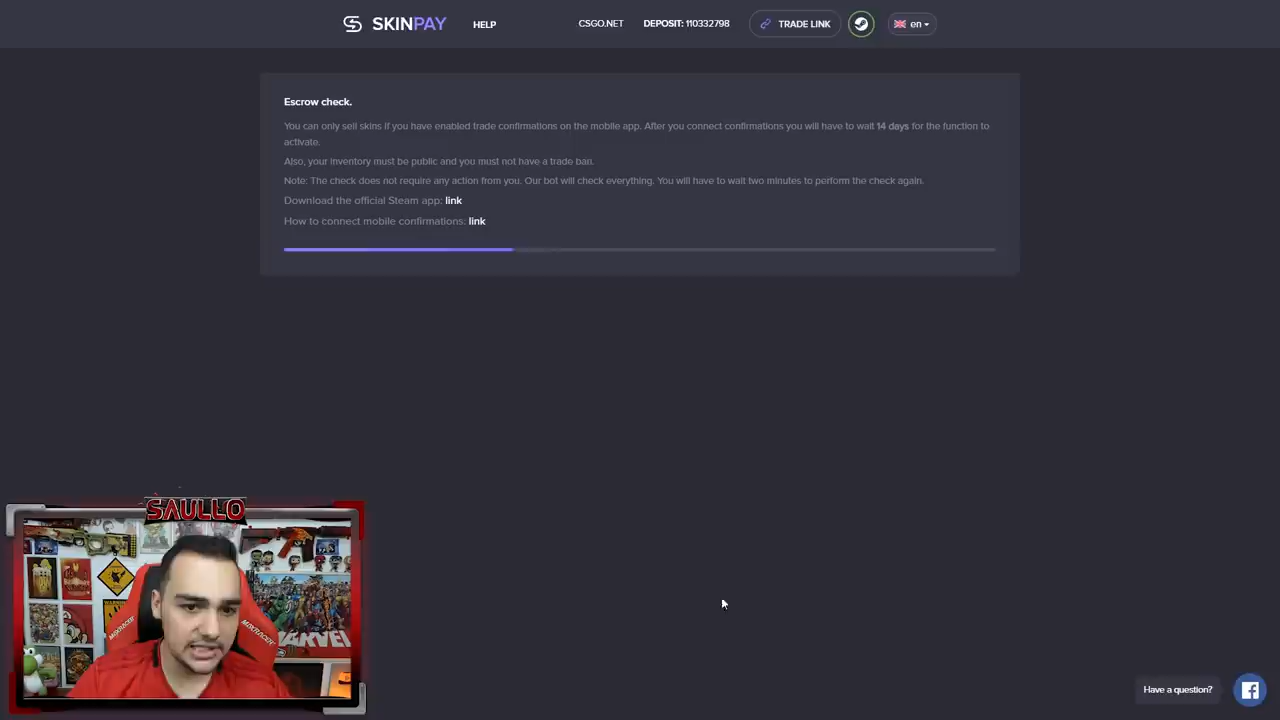 SKINPAY HELP CSGO.NET DEPOSIT: 110332798 TRADE LINK en
Escrow check.
You can only sell skins if you have enabled trade confirmations on the mobile app. After you connect confirmations you will have to wait 14 days for the function to
activate.
Also, your inventory must be public and you must not have a trade ban.
Note: The check does not require any action from you. Our bot will check everything. You will have to wait two minutes to perform the check again.
Download the official Steam app: link
How to connect mobile confirmations: link
SAULLO
MARVEL
Have a question?